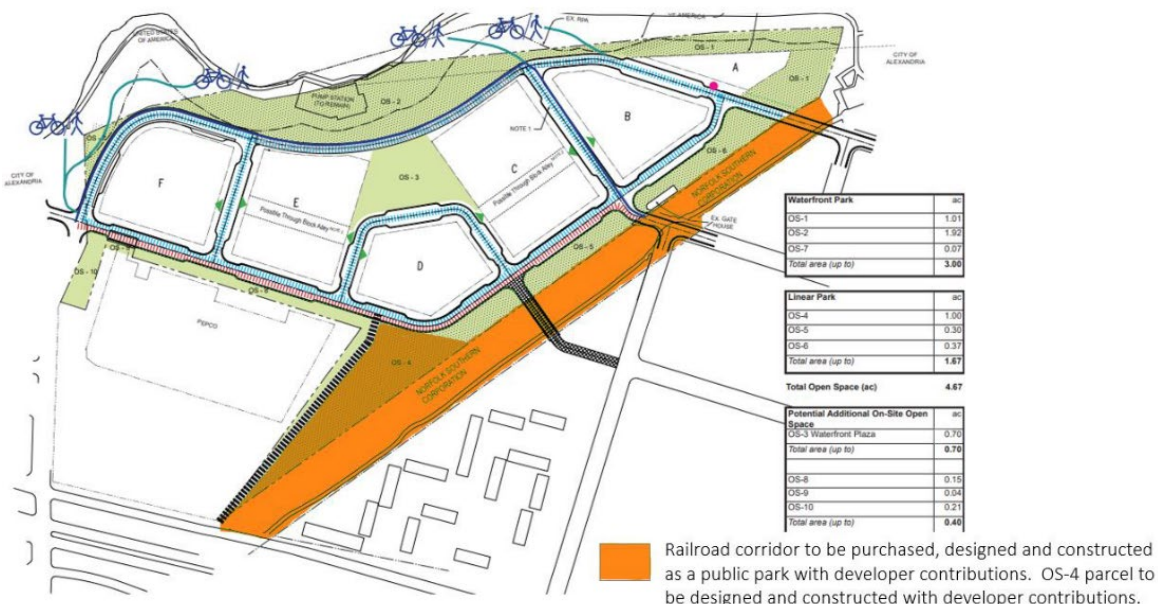 UNITED STATES
OF AMERICA
EX. RPA
OF AMERICA
OS - 1
CITY OF
ALEXANDRIA
A
OS - 1
PUMP STATION
(TO REMAIN)
OS - 2
B
NOTE 1
OS - 6
C
Possible Through Block Alley
OS - 3
F
E
Possible Through Block Alley
CITY OF
ALEXANDRIA
D
OS - 5
EX. GATE
HOUSE
NORFOLK SOUTHERN
CORPORATION
OS - 10
PEPCO
OS - 4
NORFOLK SOUTHERN
CORPORATION
Waterfront Park ac
OS-1 1.01
OS-2 1.92
OS-7 0.07
Total area (up to) 3.00
Linear Park ac
OS-4 1.00
OS-5 0.30
OS-6 0.37
Total area (up to) 1.67
Total Open Space (ac) 4.67
Potential Additional On-Site Open ac
Space
OS-3 Waterfront Plaza 0.70
Total area (up to) 0.70
OS-8 0.15
OS-9 0.04
OS-10 0.21
Total area (up to) 0.40
Railroad corridor to be purchased, designed and constructed
as a public park with developer contributions. OS-4 parcel to
be designed and constructed with developer contributions.